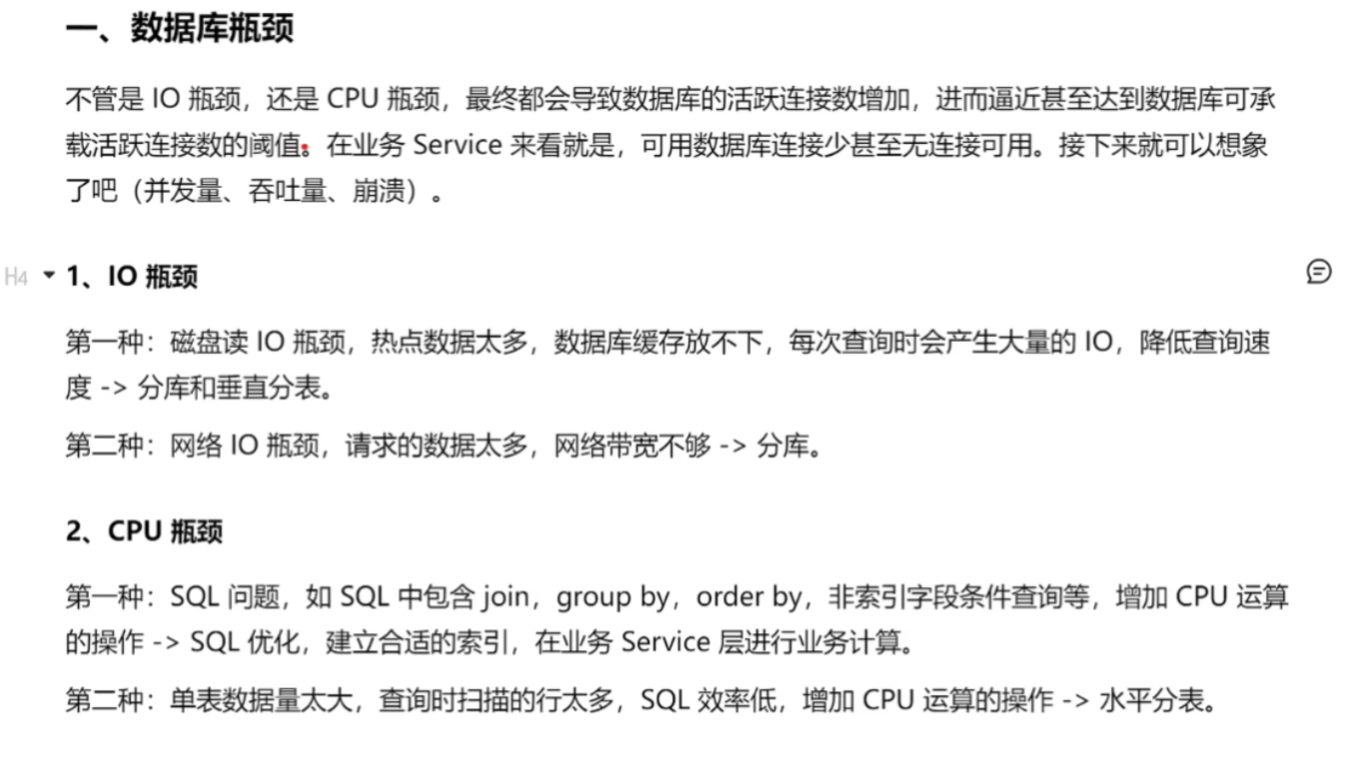 一、数据库瓶颈
不管是 IO 瓶颈，还是 CPU 瓶颈，最终都会导致数据库的活跃连接数增加，进而逼近甚至达到数据库可承
载活跃连接数的阈值。在业务 Service 来看就是，可用数据库连接少甚至无连接可用。接下来就可以想象
了吧（并发量、吞吐量、崩溃）。
H4 1、IO 瓶颈
第一种：磁盘读 IO 瓶颈，热点数据太多，数据库缓存放不下，每次查询时会产生大量的 IO，降低查询速
度 -> 分库和垂直分表。
第二种：网络 IO 瓶颈，请求的数据太多，网络带宽不够 -> 分库。
2、CPU 瓶颈
第一种：SQL 问题，如 SQL 中包含 join，group by，order by，非索引字段条件查询等，增加 CPU 运算
的操作 -> SQL 优化，建立合适的索引，在业务 Service 层进行业务计算。
第二种：单表数据量太大，查询时扫描的行太多，SQL 效率低，增加 CPU 运算的操作 -> 水平分表。